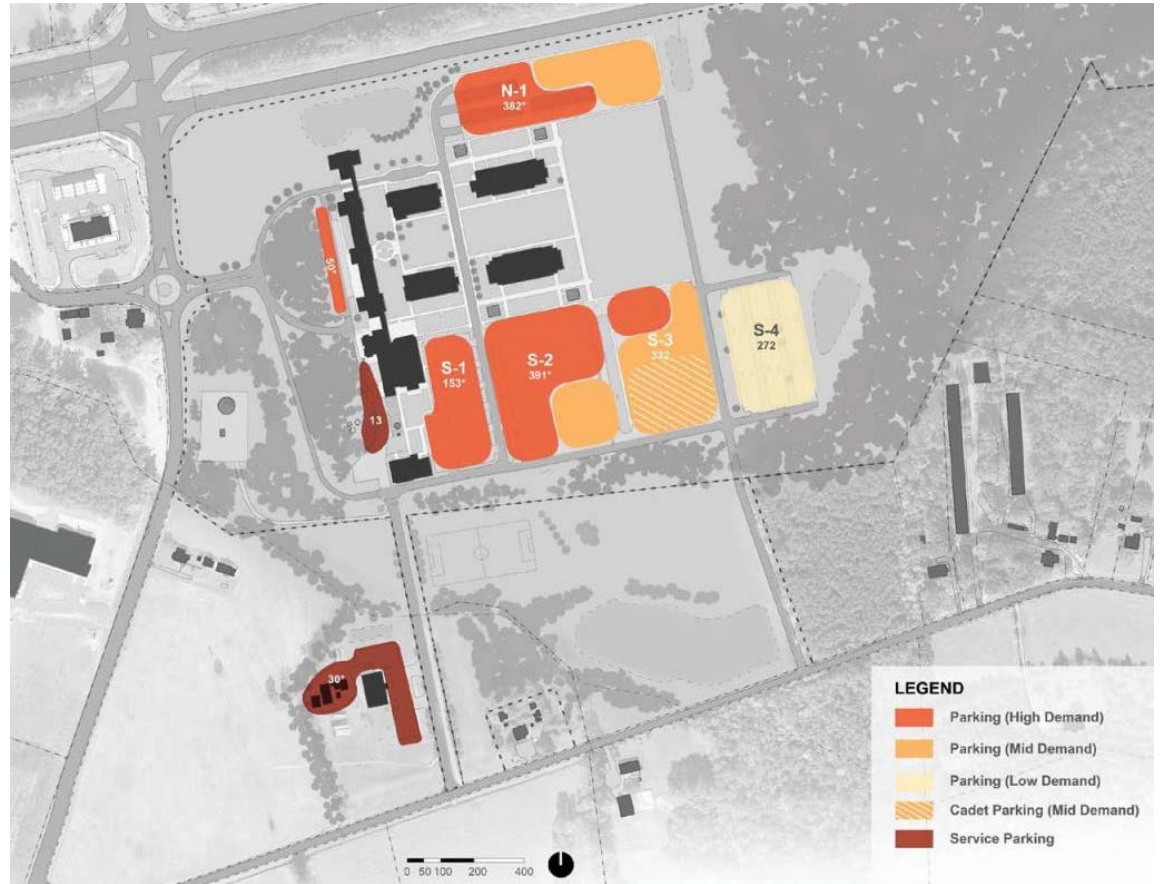 N-1
382*
50*
S-1
153*
S-2
391*
S-3
332
S-4
272
13
30*
LEGEND
Parking (High Demand)
Parking (Mid Demand)
Parking (Low Demand)
Cadet Parking (Mid Demand)
Service Parking
0 50 100 200 400